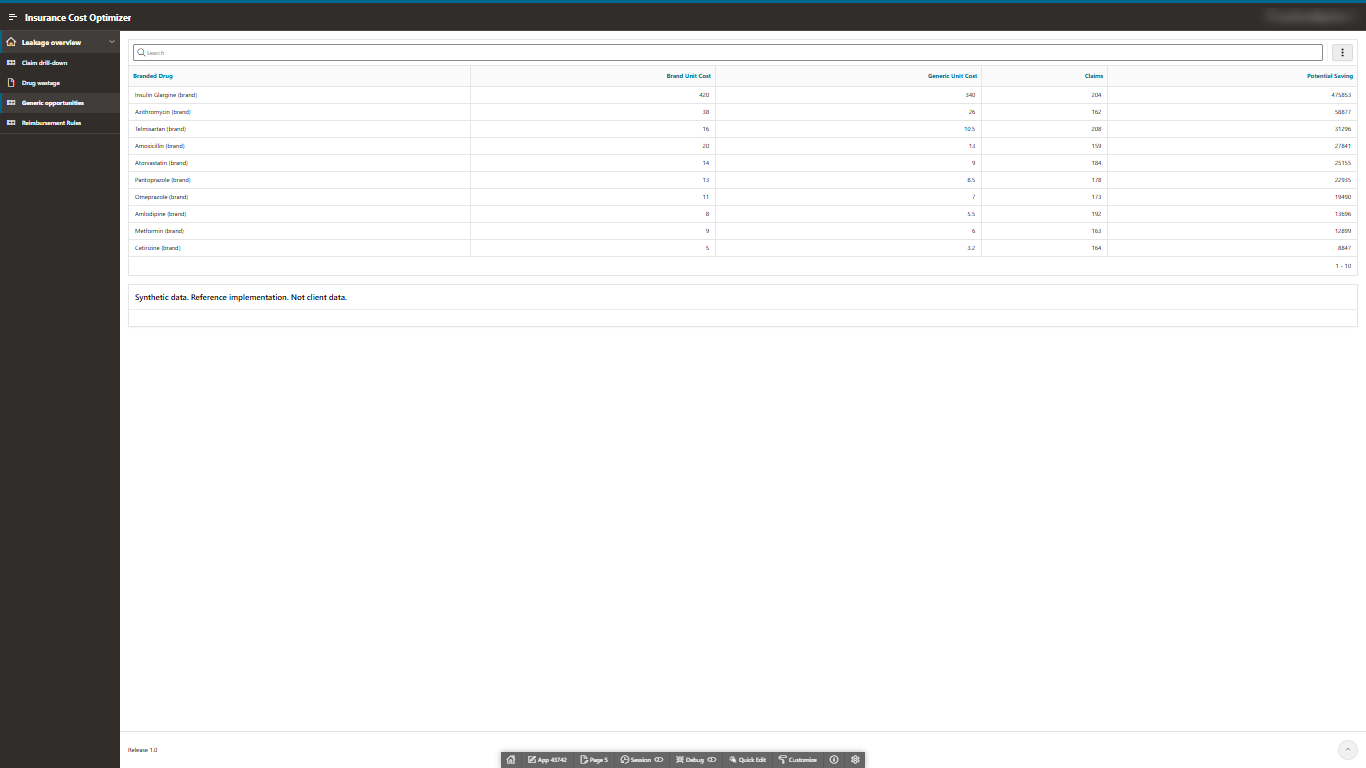 Insurance Cost Optimizer
Leakage overview
Claim drill-down
Drug wastage
Generic opportunities
Reimbursement Rules
Search
Branded Drug Brand Unit Cost Generic Unit Cost Claims Potential Saving
Insulin Glargine (brand) 420 340 204 475853
Azithromycin (brand) 38 26 162 58877
Telmisartan (brand) 16 10.5 208 31296
Amoxicillin (brand) 20 13 159 27841
Atorvastatin (brand) 14 9 184 25155
Pantoprazole (brand) 13 8.5 178 22935
Omeprazole (brand) 11 7 173 19490
Amlodipine (brand) 8 5.5 192 13696
Metformin (brand) 9 6 163 12899
Cetirizine (brand) 5 3.2 164 8847
1 - 10
Synthetic data. Reference implementation. Not client data.
Release 1.0
App 43742 Page 5 Session Debug Quick Edit Customize